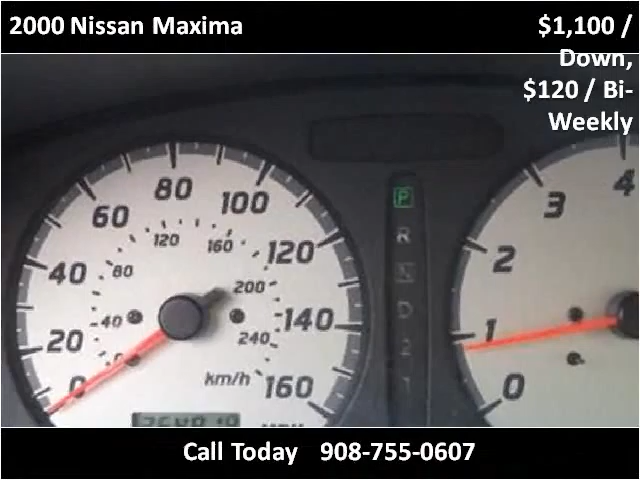 2000 Nissan Maxima
$1,100 /
Down,
$120 / Bi-
Weekly
80
60
100
120
160
120
40
80
200
20
40
140
240
0
0
km/h
160
P
R
N
D
2
1
4
3
2
1
0
Call Today 908-755-0607